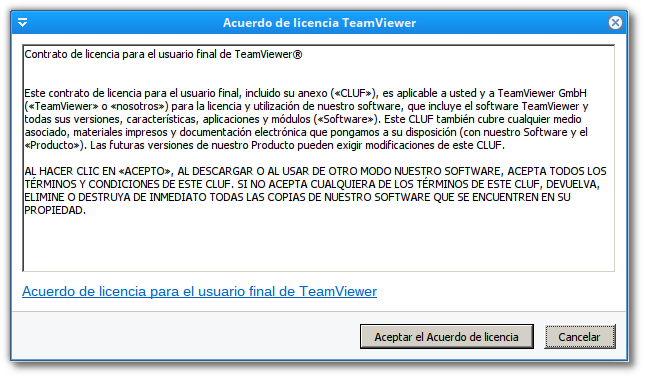 Acuerdo de licencia TeamViewer
Contrato de licencia para el usuario final de TeamViewer®
Este contrato de licencia para el usuario final, incluido su anexo («CLUF»), es aplicable a usted y a TeamViewer GmbH
(«TeamViewer» o «nosotros») para la licencia y utilización de nuestro software, que incluye el software TeamViewer y
todas sus versiones, características, aplicaciones y módulos («Software»). Este CLUF también cubre cualquier medio
asociado, materiales impresos y documentación electrónica que pongamos a su disposición (con nuestro Software y el
«Producto»). Las futuras versiones de nuestro Producto pueden exigir modificaciones de este CLUF.
AL HACER CLIC EN «ACEPTO», AL DESCARGAR O AL USAR DE OTRO MODO NUESTRO SOFTWARE, ACEPTA TODOS LOS
TÉRMINOS Y CONDICIONES DE ESTE CLUF. SI NO ACEPTA CUALQUIERA DE LOS TÉRMINOS DE ESTE CLUF, DEVUELVA,
ELIMINE O DESTRUYA DE INMEDIATO TODAS LAS COPIAS DE NUESTRO SOFTWARE QUE SE ENCUENTREN EN SU
PROPIEDAD.
Acuerdo de licencia para el usuario final de TeamViewer
Aceptar el Acuerdo de licencia
Cancelar